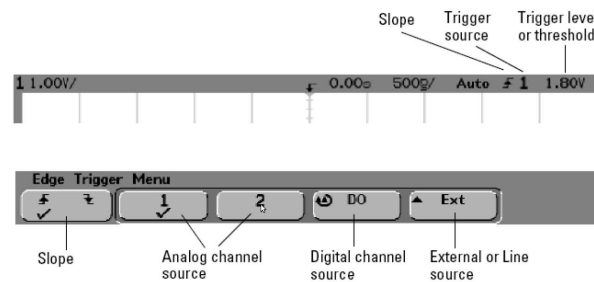 Slope
Trigger source
Trigger level or threshold
1 1.00V/ 0.00s 500㎱/ Auto 1 1.80V
Edge Trigger Menu
1 2 D0 Ext
Slope
Analog channel source
Digital channel source
External or Line source